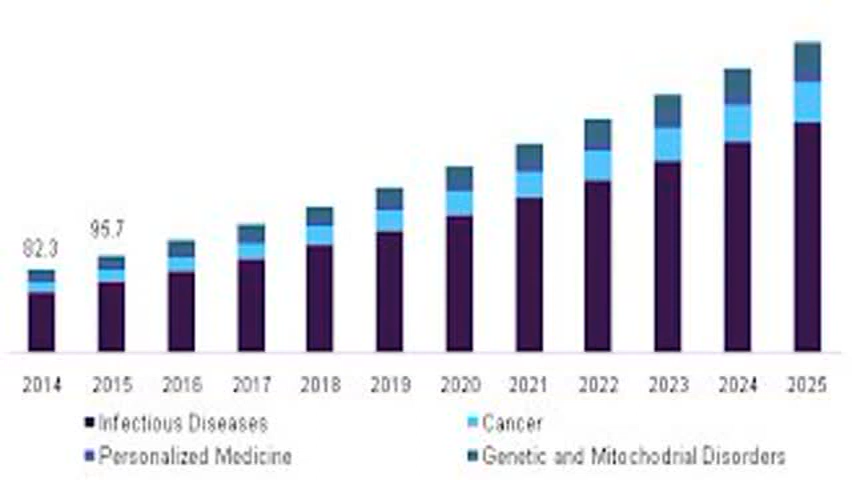 82.3
95.7
2014 2015 2016 2017 2018 2019 2020 2021 2022 2023 2024 2025
Infectious Diseases Cancer
Personalized Medicine Genetic and Mitochdrial Disorders